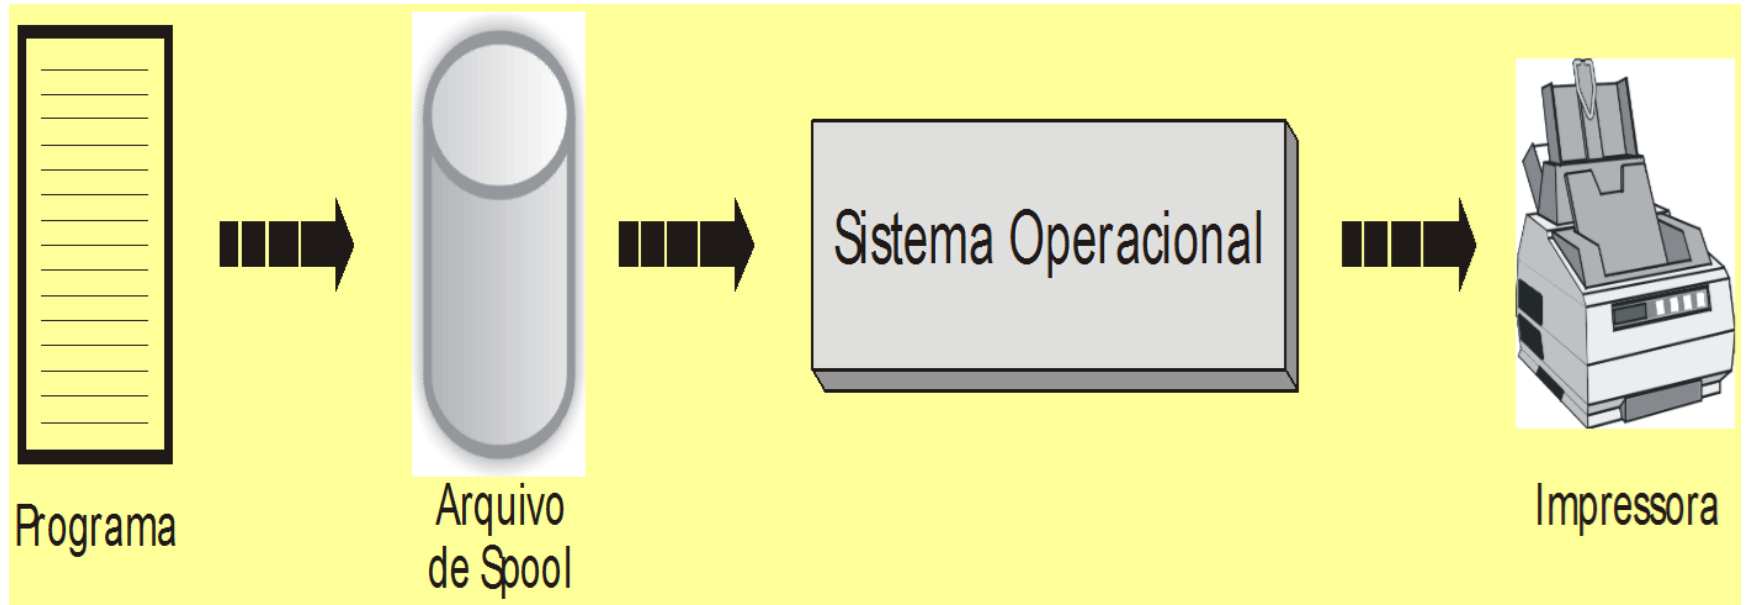 Programa
Arquivo
de Spool
Sistema Operacional
Impressora